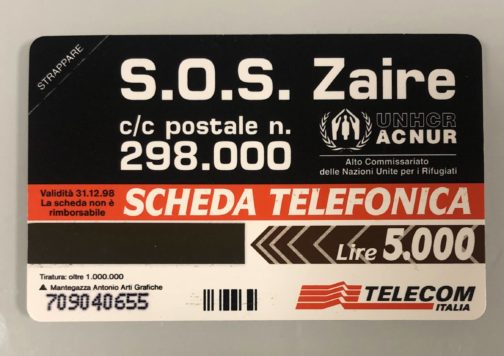 STRAPPARE
S.O.S. Zaire
c/c postale n.
298.000
UNHCR
ACNUR
Alto Commissariato
delle Nazioni Unite per i Rifugiati
Validità 31.12.98
La scheda non è
rimborsabile
SCHEDA TELEFONICA
Lire 5.000
Tiratura: oltre 1.000.000
Mantegazza Antonio Arti Grafiche
709040655
TELECOM
ITALIA